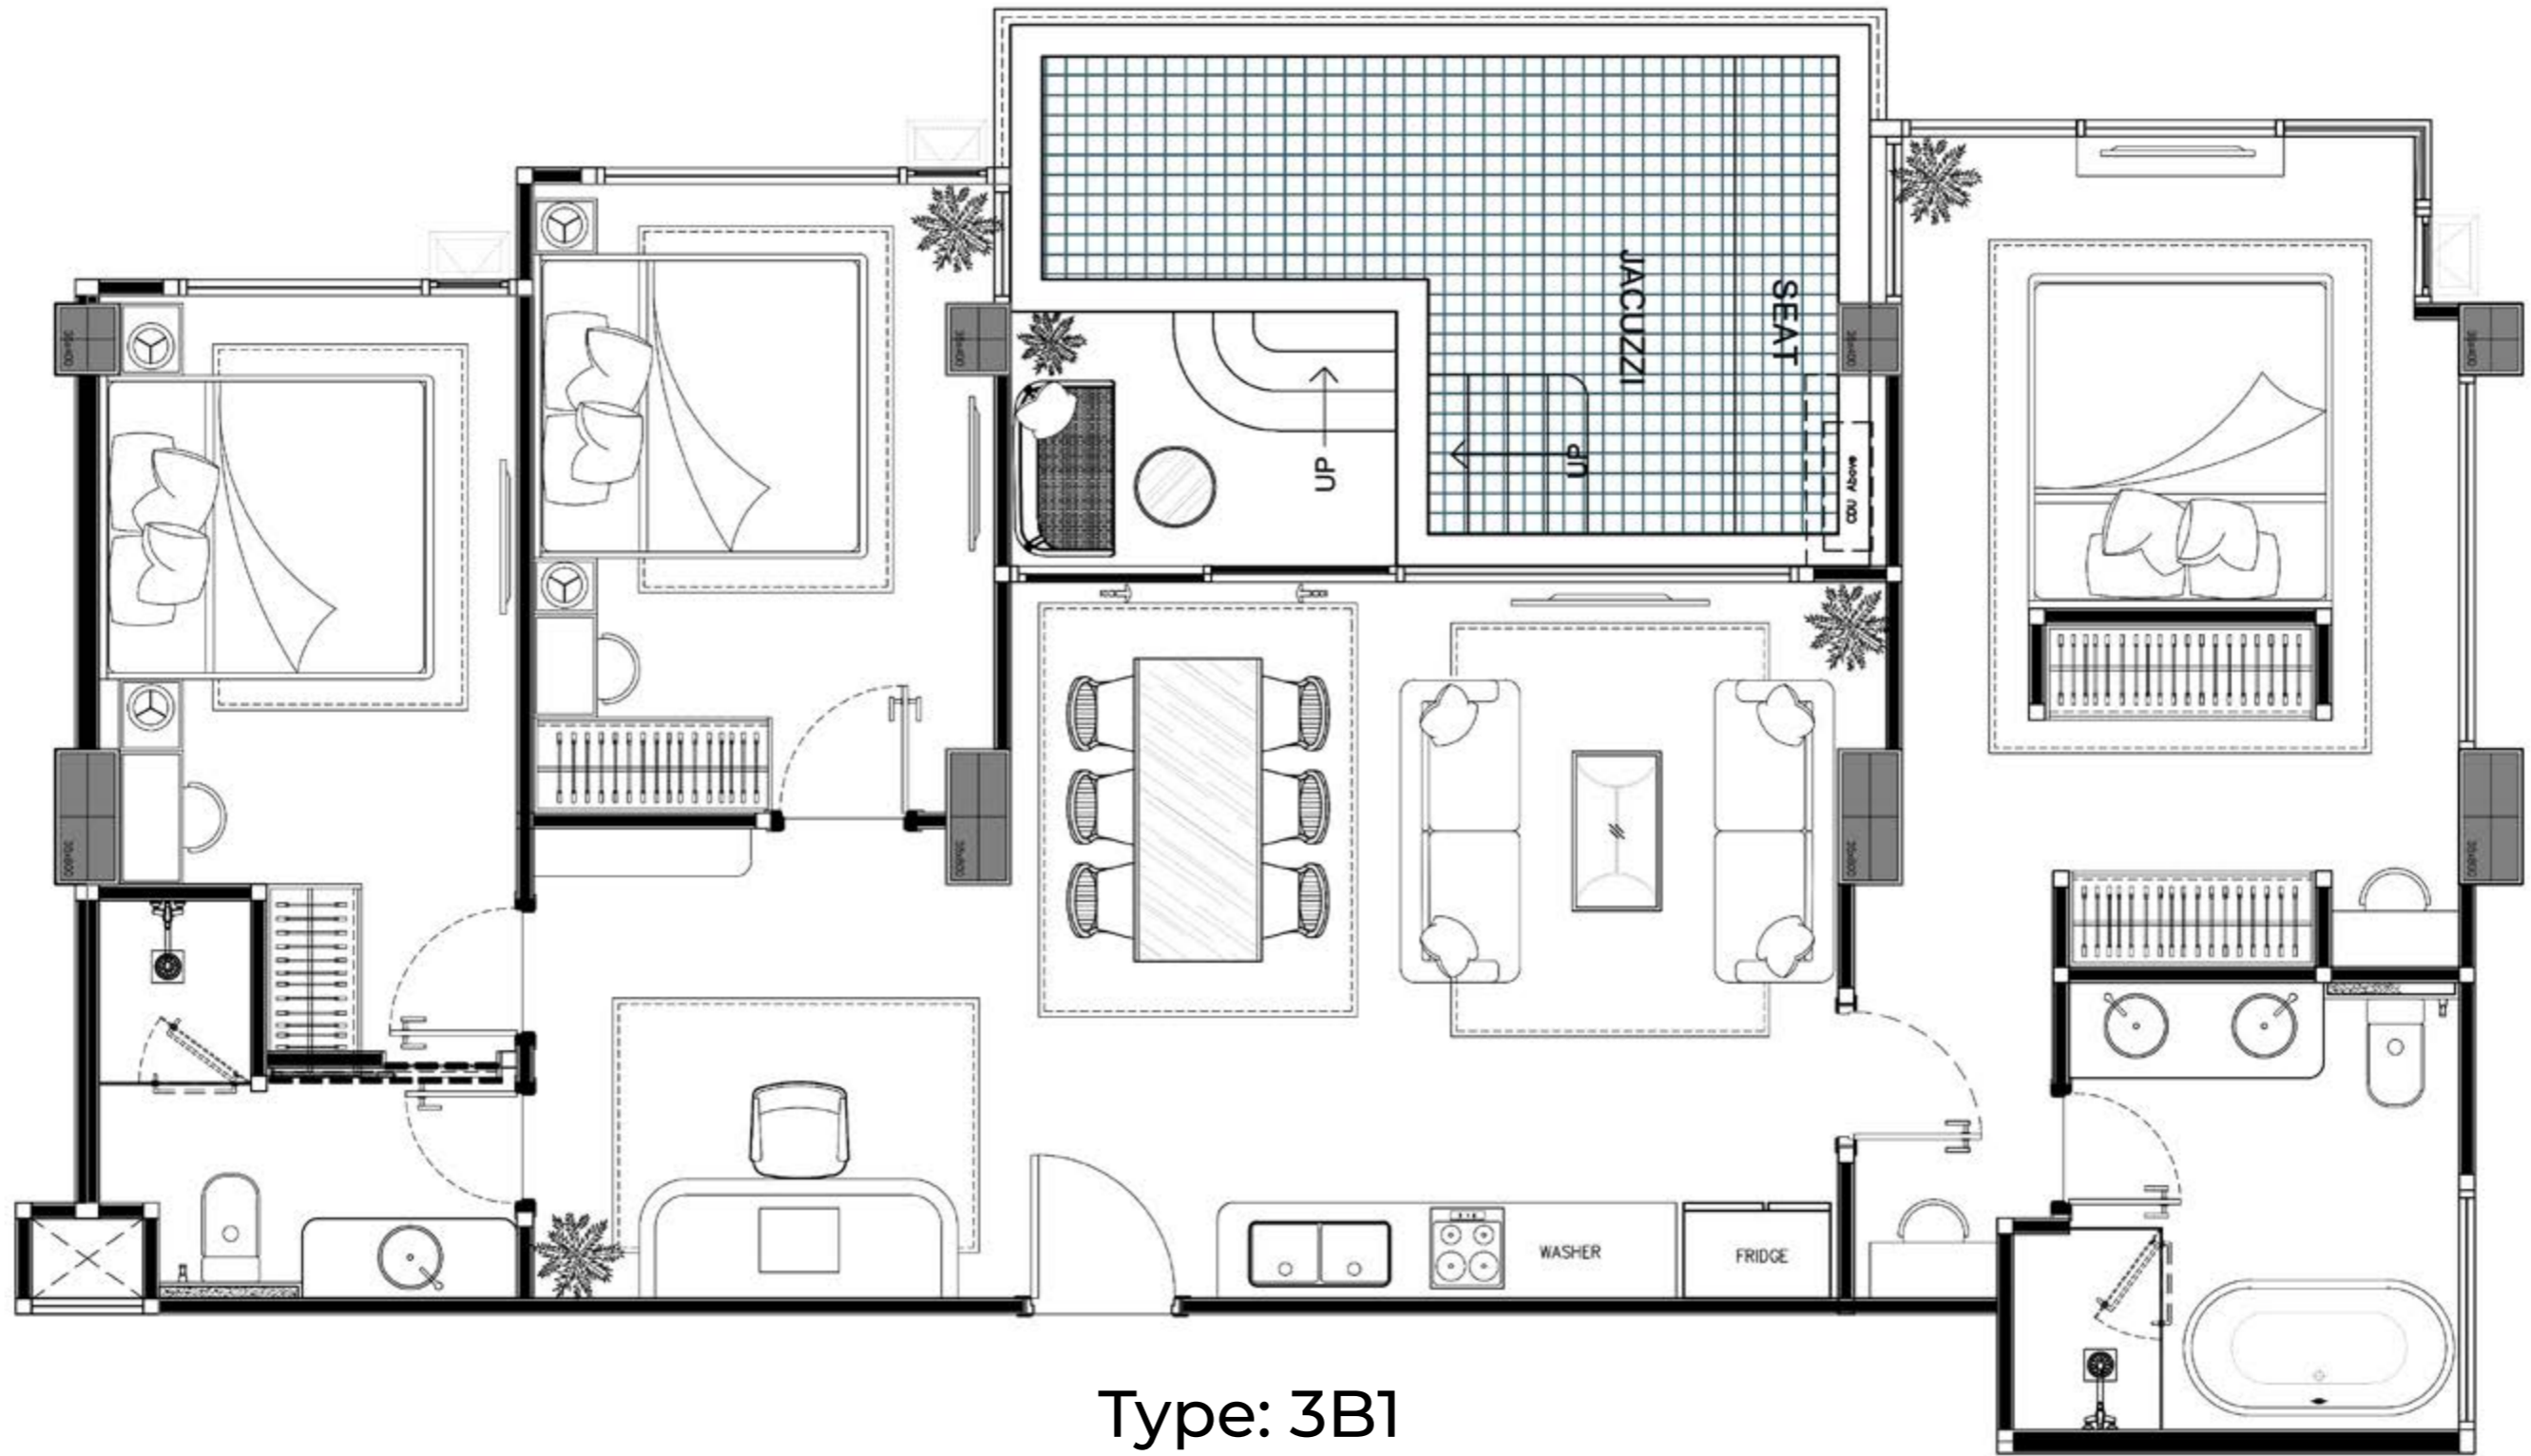 JACUZZI
SEAT
UP
UP
CDU Above
WASHER
FRIDGE
Type: 3B1